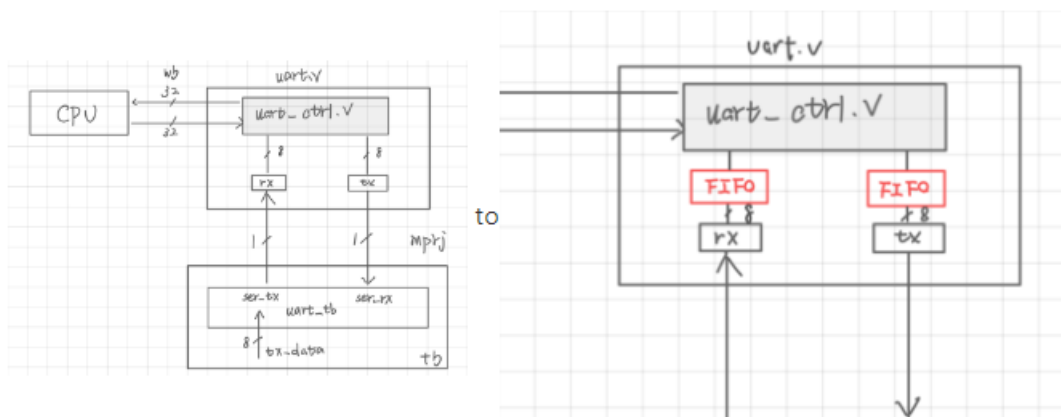 wb
32
CPU
32
uart.v
uart_ctrl.v
8
8
rx
tx
1
1
mprj
ser_tx
ser_rx
uart_tb
8
tx_data
tb
to
uart.v
uart_ctrl.v
FIFO
FIFO
8
8
rx
tx